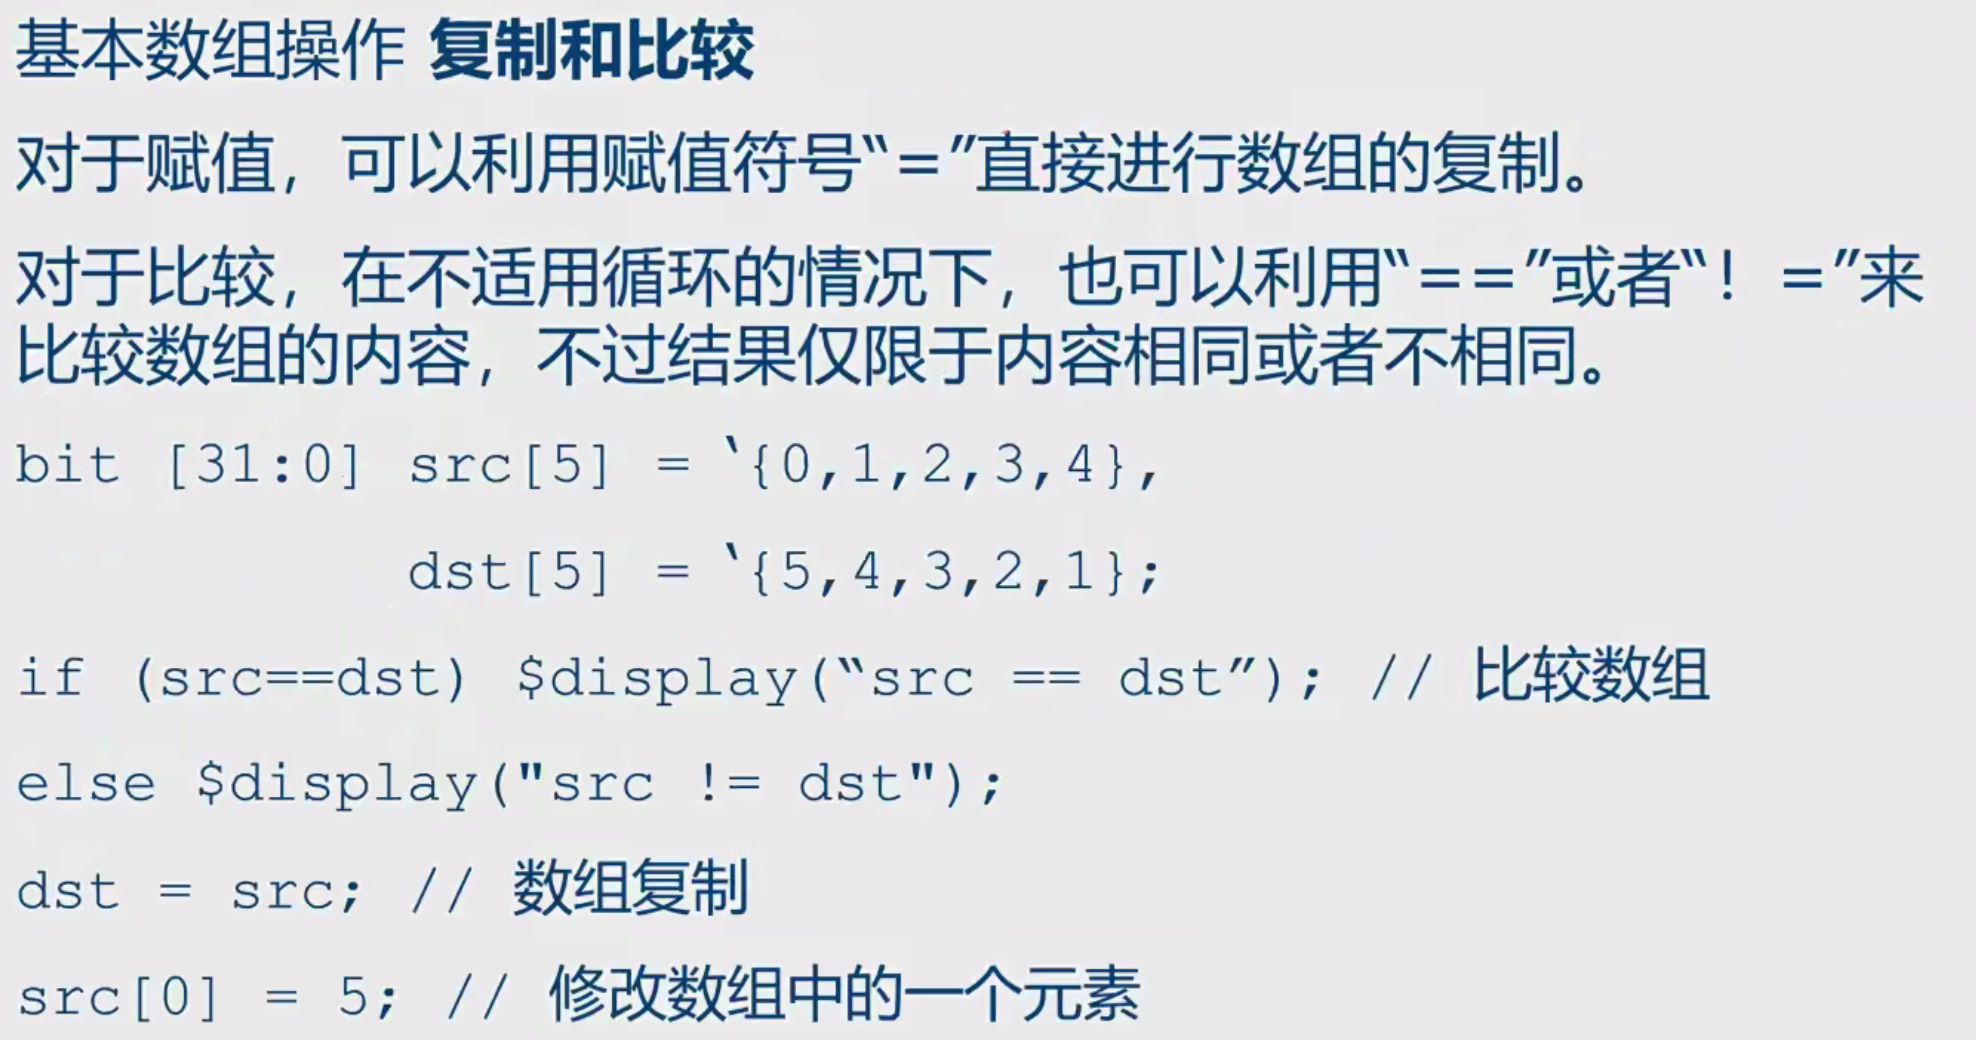 基本数组操作 复制和比较
对于赋值，可以利用赋值符号“=”直接进行数组的复制。
对于比较，在不适用循环的情况下，也可以利用“==”或者“！=”来
比较数组的内容，不过结果仅限于内容相同或者不相同。
bit [31:0] src[5] = ‵{0,1,2,3,4},
dst[5] = ‵{5,4,3,2,1};
if (src==dst) $display(“src == dst”); // 比较数组
else $display("src != dst");
dst = src; // 数组复制
src[0] = 5; // 修改数组中的一个元素